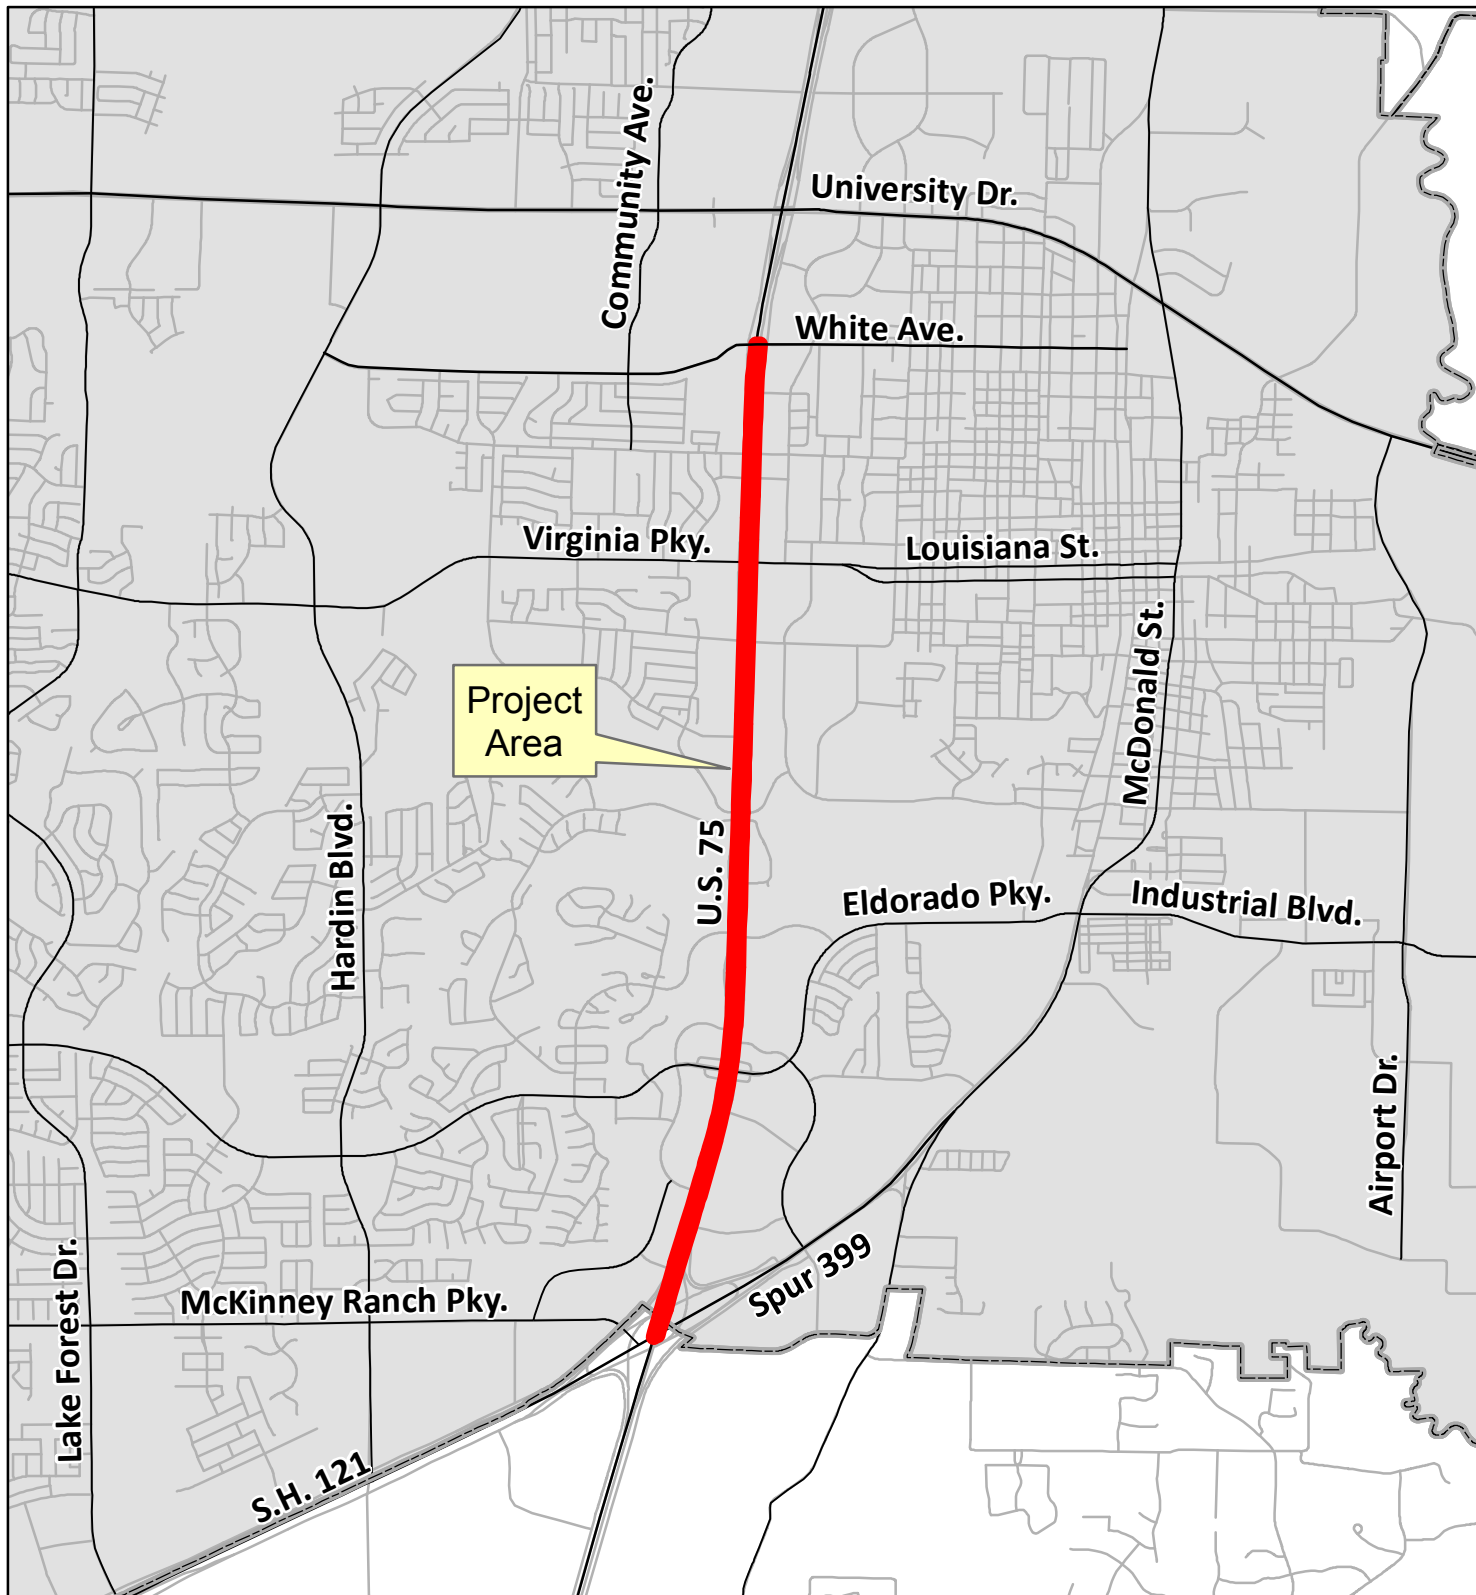 Community Ave.
University Dr.
White Ave.
Virginia Pky.
Louisiana St.
McDonald St.
Project
Area
U.S. 75
Hardin Blvd.
Eldorado Pky.
Industrial Blvd.
Airport Dr.
Spur 399
McKinney Ranch Pky.
Lake Forest Dr.
S.H. 121